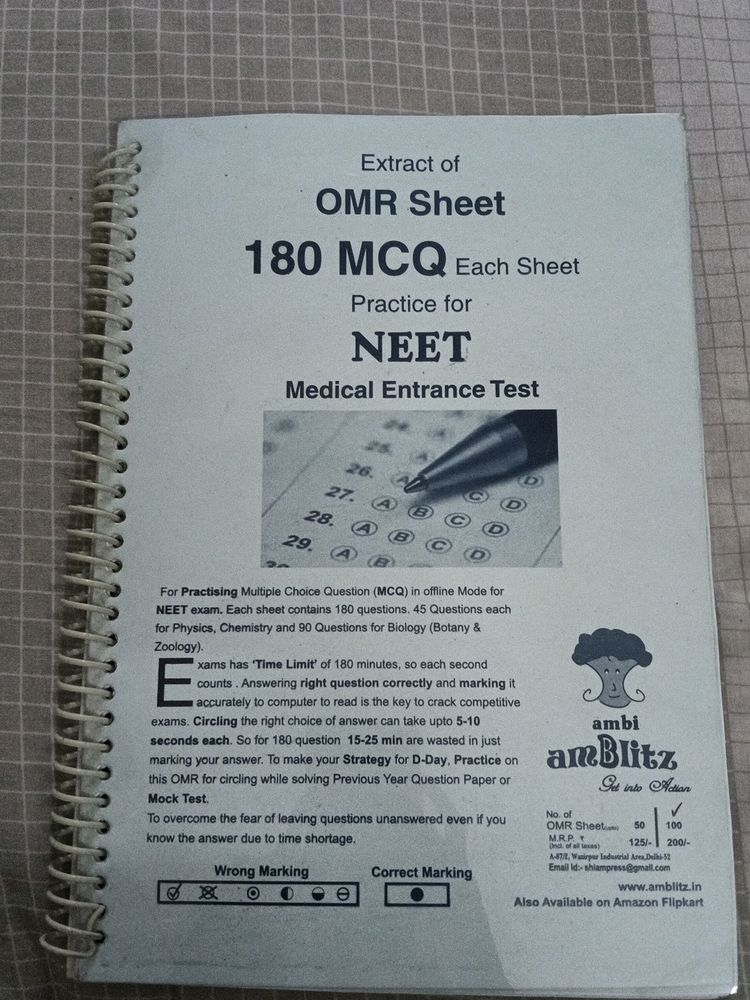 Extract of
OMR Sheet
180 MCQ Each Sheet
Practice for
NEET
Medical Entrance Test
24.
25.
26. A D
27. A B C D
28. A B C D
29. A B C D
30
For Practising Multiple Choice Question (MCQ) in offline Mode for
NEET exam. Each sheet contains 180 questions. 45 Questions each
for Physics, Chemistry and 90 Questions for Biology (Botany &
Zoology).
Exams has 'Time Limit' of 180 minutes, so each second
counts . Answering right question correctly and marking it
accurately to computer to read is the key to crack competitive
exams. Circling the right choice of answer can take upto 5-10
seconds each. So for 180 question 15-25 min are wasted in just
marking your answer. To make your Strategy for D-Day, Practice on
this OMR for circling while solving Previous Year Question Paper or
Mock Test.
To overcome the fear of leaving questions unanswered even if you
know the answer due to time shortage.
Wrong Marking
Correct Marking
ambi
amBlitz
Get into Action
No. of
OMR Sheet 50 100
M.R.P. ₹ 125/- 200/-
(Incl. of all taxes)
A-87/2, Wazirpur Industrial Area,Delhi-52
Email Id:- shiampress@gmail.com
www.amblitz.in
Also Available on Amazon Flipkart